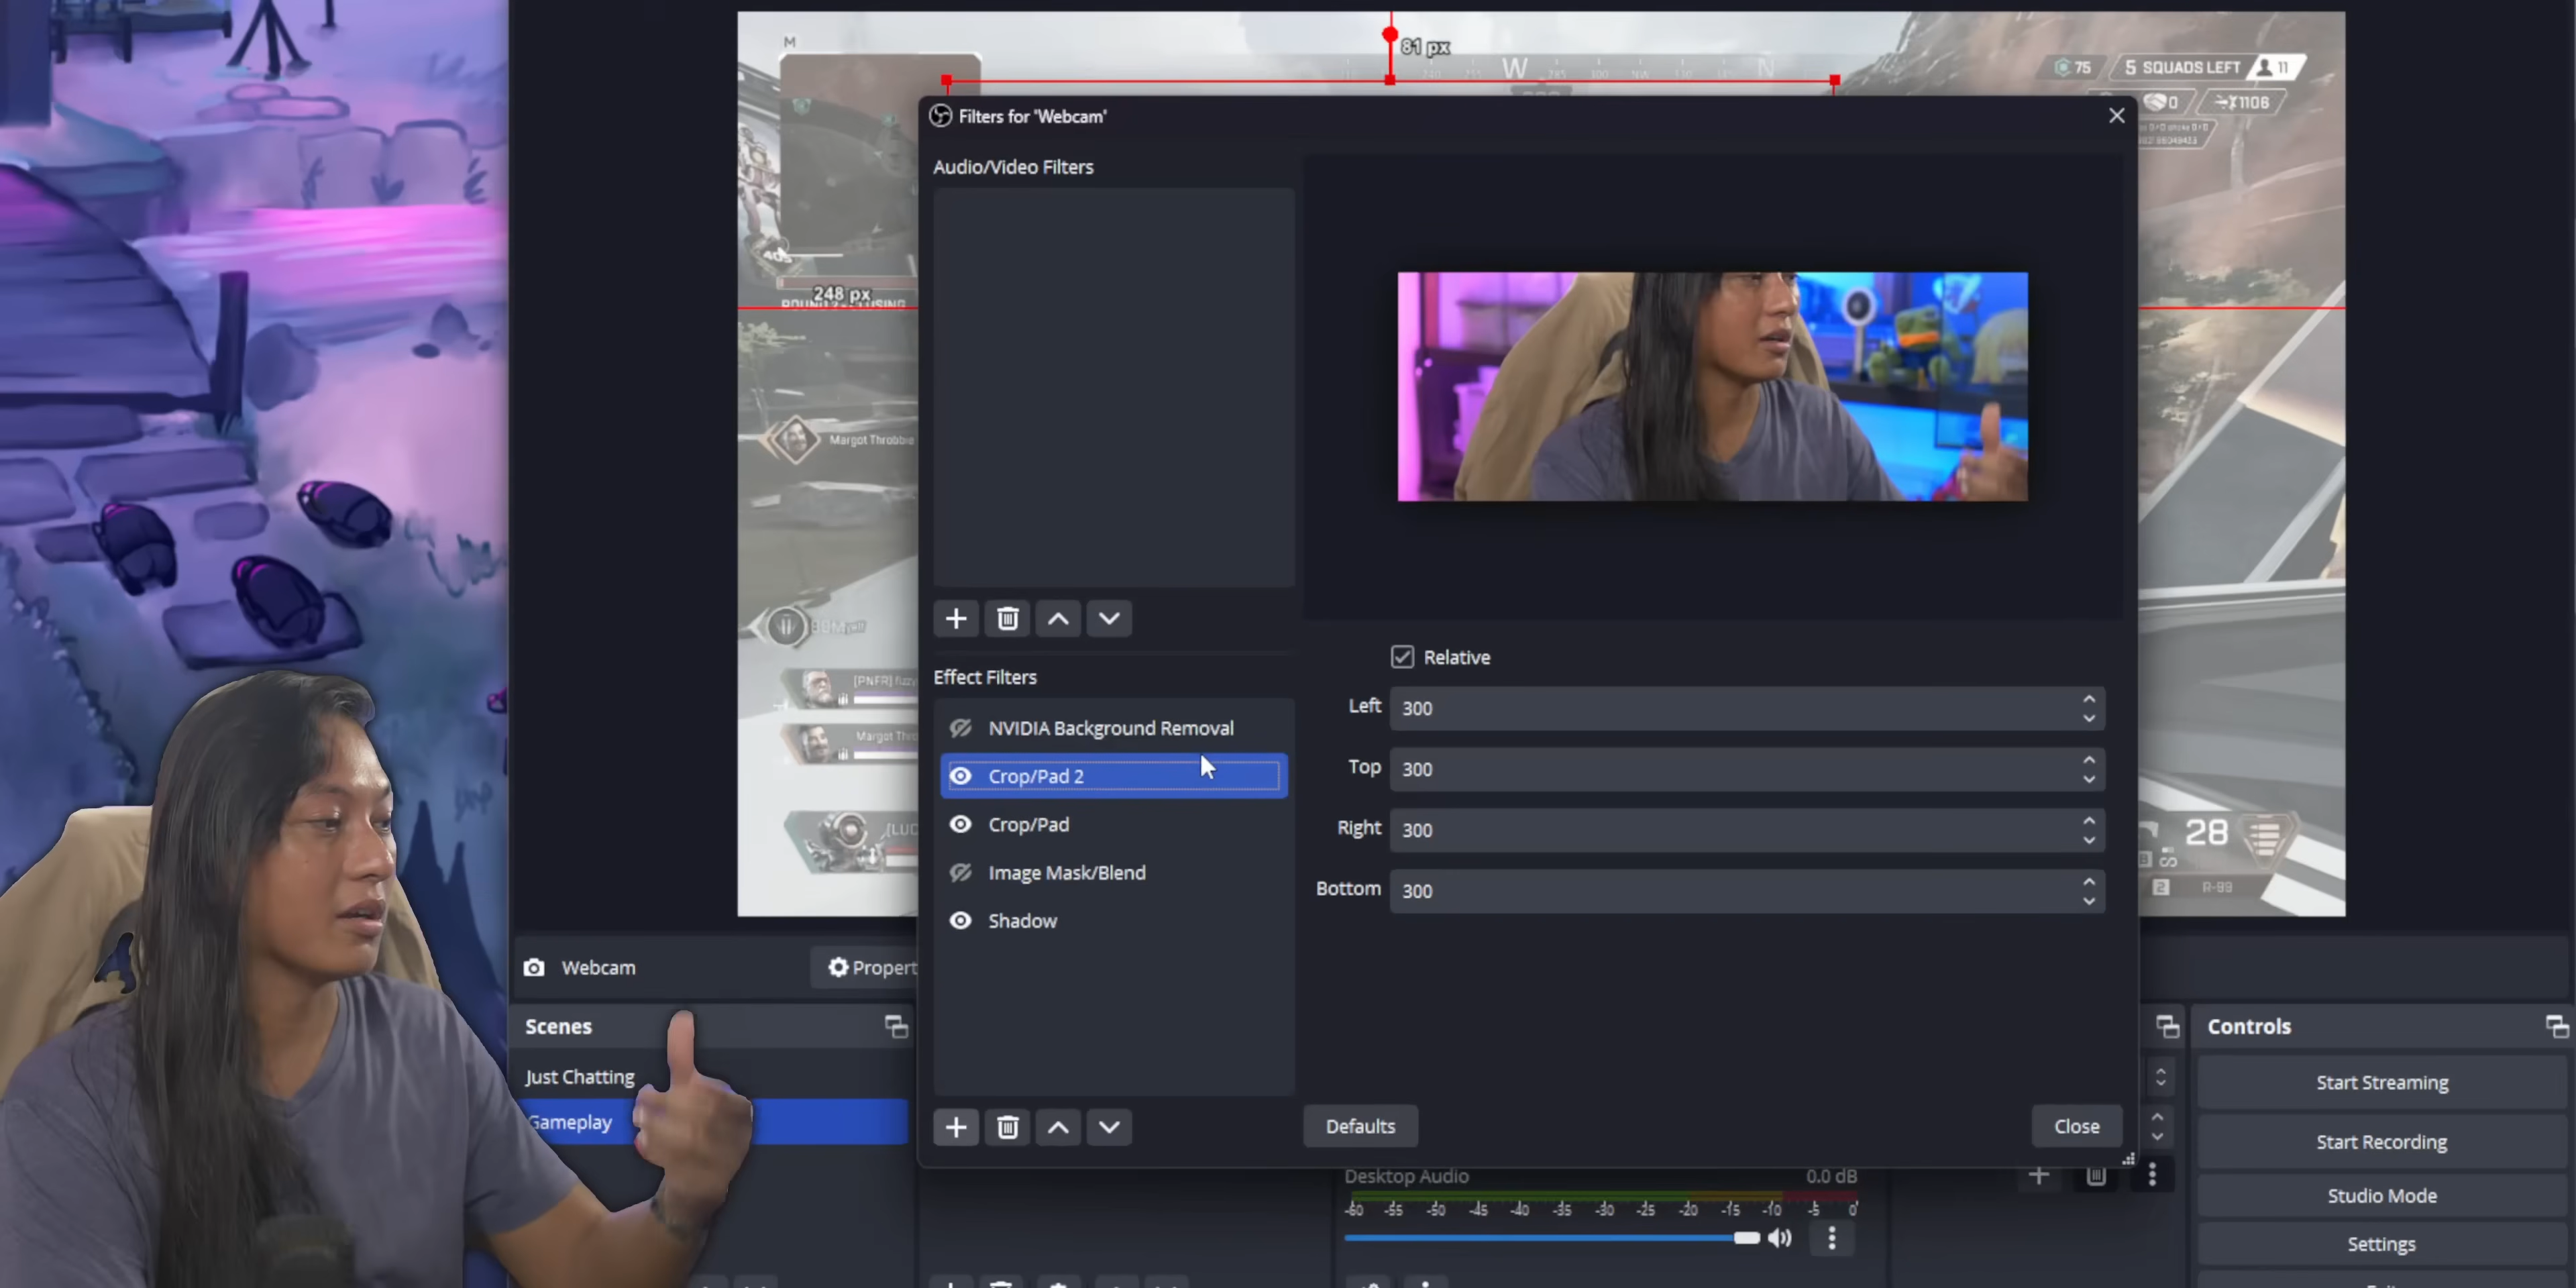 M
81 px
W
N
75
5 SQUADS LEFT
11
0
1106
Filters for 'Webcam'
Audio/Video Filters
248 px
Margot Throbbie
Relative
Effect Filters
Left
300
NVIDIA Background Removal
Top
300
Crop/Pad 2
Right
300
Crop/Pad
28
Image Mask/Blend
Bottom
300
2
R-99
Shadow
Webcam
Propert
Scenes
Controls
Just Chatting
Start Streaming
Gameplay
Defaults
Close
Start Recording
Desktop Audio
0.0 dB
-60 -55 -50 -45 -40 -35 -30 -25 -20 -15 -10 -5 0
Studio Mode
Settings